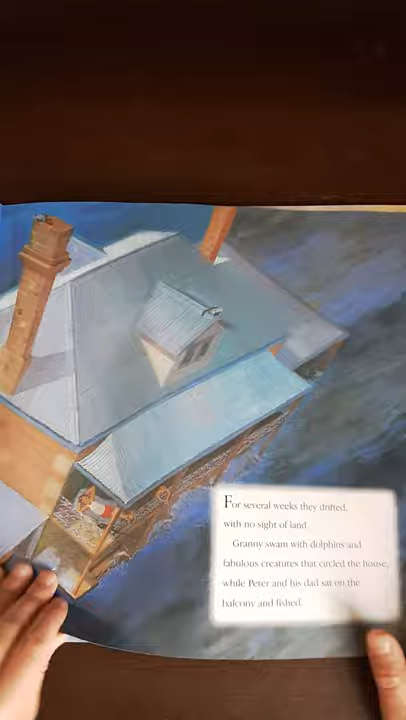 For several weeks they drifted,
with no sight of land.
Granny swam with dolphins and
fabulous creatures that circled the house,
while Peter and his dad sat on the
balcony and fished.